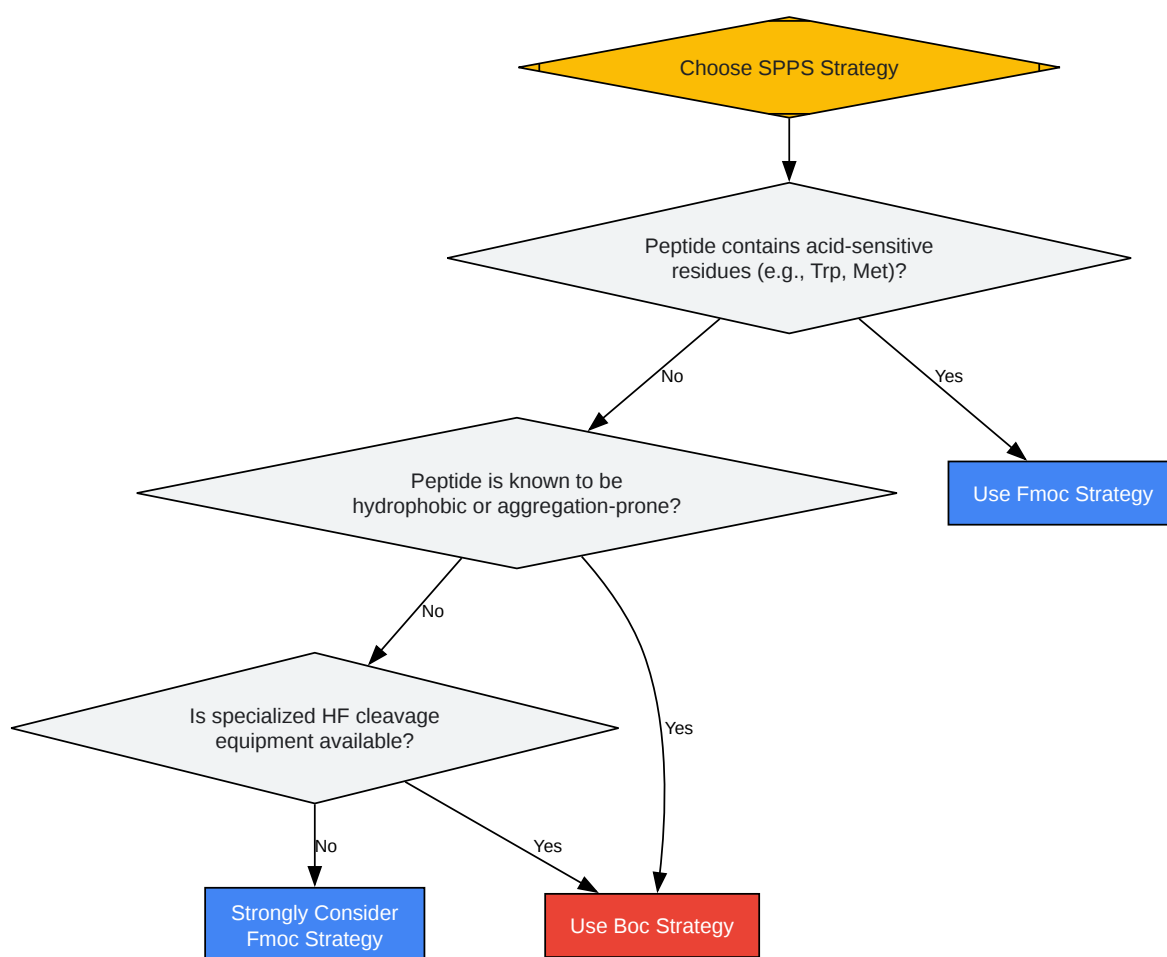 Choose SPPS Strategy
Peptide contains acid-sensitive
residues (e.g., Trp, Met)?
No
Yes
Peptide is known to be
hydrophobic or aggregation-prone?
Use Fmoc Strategy
No
Yes
Is specialized HF cleavage
equipment available?
No
Yes
Strongly Consider
Fmoc Strategy
Use Boc Strategy